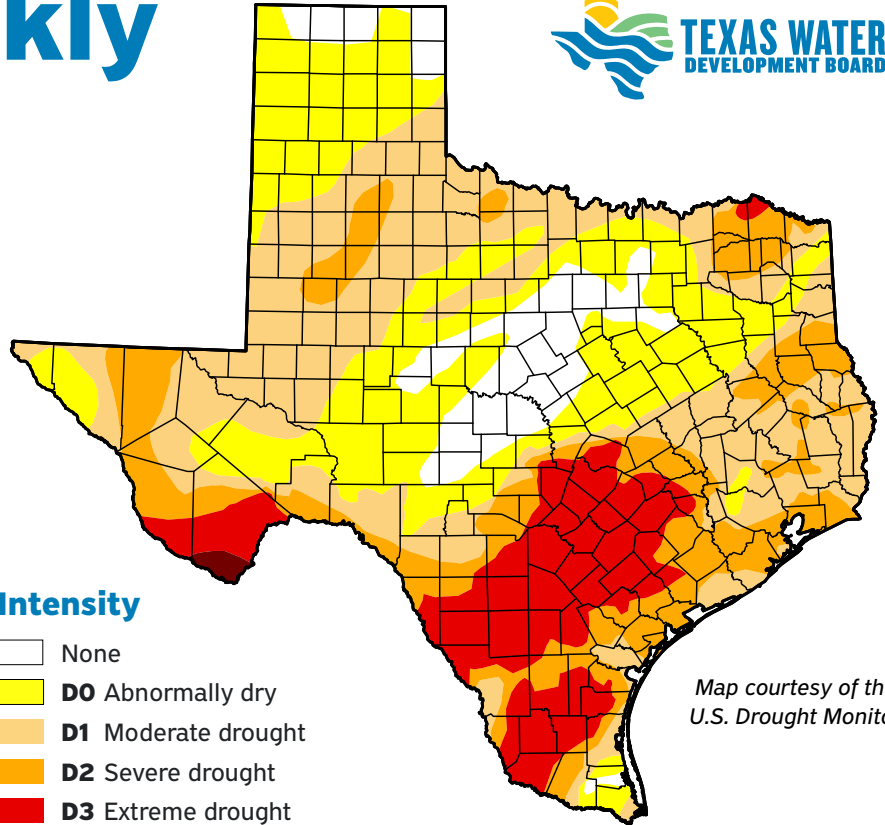 kly
TEXAS WATER
DEVELOPMENT BOARD
Intensity
None
D0 Abnormally dry
D1 Moderate drought
D2 Severe drought
D3 Extreme drought
Map courtesy of th
U.S. Drought Monito